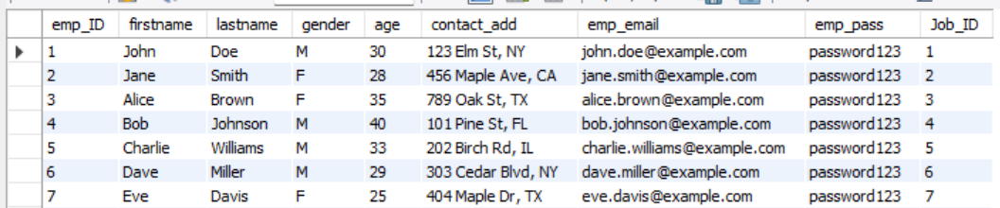 emp_ID firstname lastname gender age contact_add emp_email emp_pass Job_ID
1 John Doe M 30 123 Elm St, NY john.doe@example.com password123 1
2 Jane Smith F 28 456 Maple Ave, CA jane.smith@example.com password123 2
3 Alice Brown F 35 789 Oak St, TX alice.brown@example.com password123 3
4 Bob Johnson M 40 101 Pine St, FL bob.johnson@example.com password123 4
5 Charlie Williams M 33 202 Birch Rd, IL charlie.williams@example.com password123 5
6 Dave Miller M 29 303 Cedar Blvd, NY dave.miller@example.com password123 6
7 Eve Davis F 25 404 Maple Dr, TX eve.davis@example.com password123 7